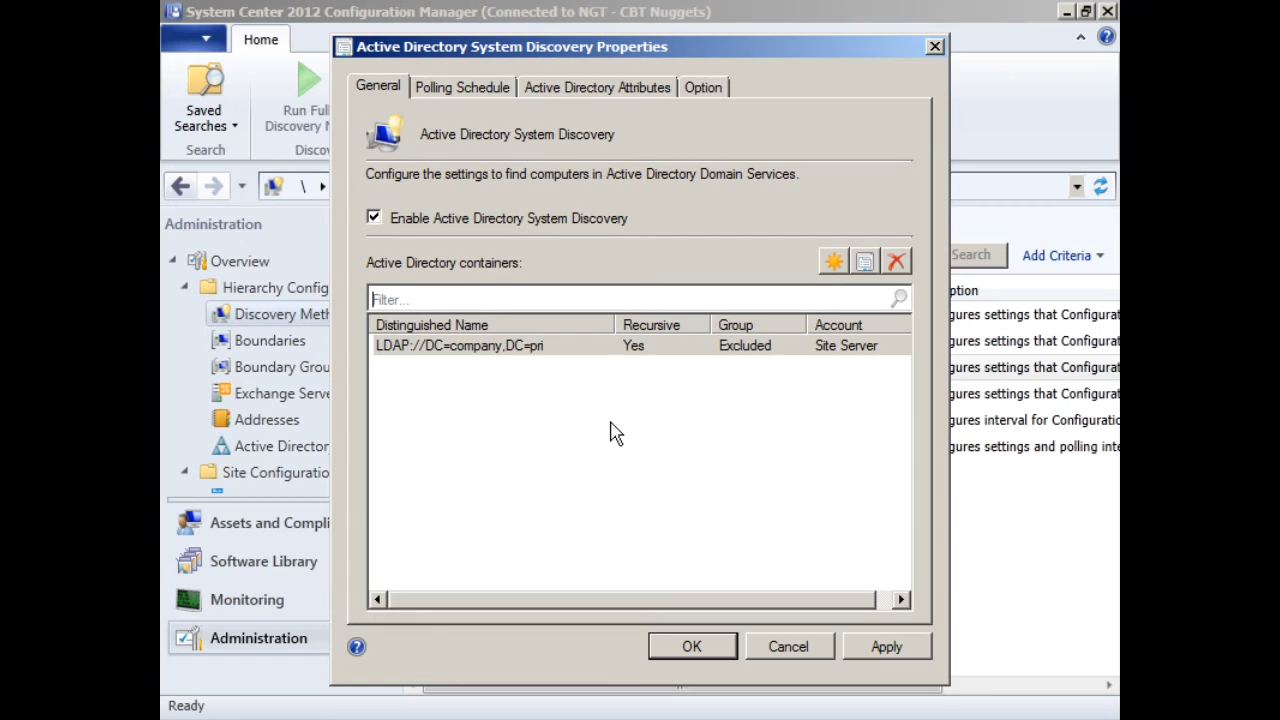 System Center 2012 Configuration Manager (Connected to NGT - CBT Nuggets)
Home
Saved
Searches
Search
Run Full
Discovery N
Disco
\
Active Directory System Discovery Properties
General
Polling Schedule
Active Directory Attributes
Option
Active Directory System Discovery
Configure the settings to find computers in Active Directory Domain Services.
Enable Active Directory System Discovery
Active Directory containers:
Filter...
Distinguished Name Recursive Group Account
LDAP://DC=company,DC=pri Yes Excluded Site Server
OK
Cancel
Apply
Administration
Overview
Hierarchy Config
Discovery Meth
Boundaries
Boundary Grou
Exchange Serve
Addresses
Active Director
Site Configuratio
Assets and Compli
Software Library
Monitoring
Administration
Search
Add Criteria
ption
gures settings that Configurat
gures settings that Configurat
gures settings that Configurat
gures settings that Configurat
gures interval for Configuratio
gures settings and polling inte
Ready